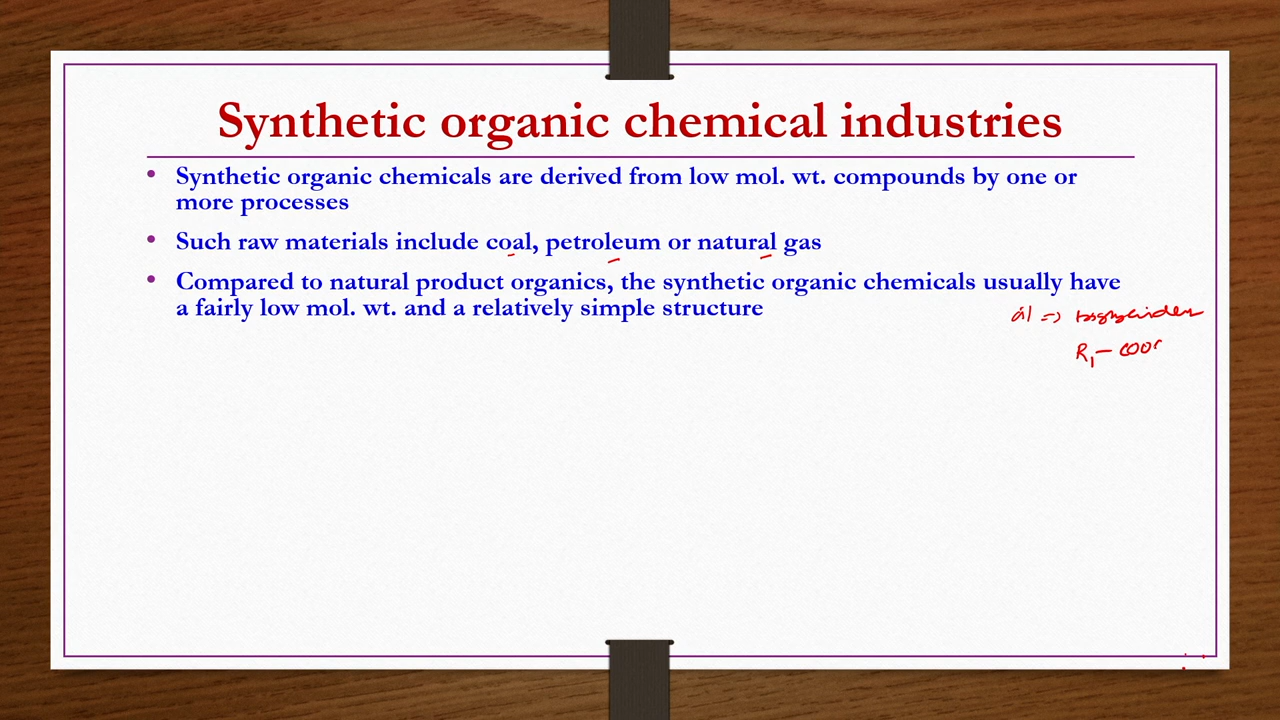 Synthetic organic chemical industries
• Synthetic organic chemicals are derived from low mol. wt. compounds by one or
more processes
• Such raw materials include coal, petroleum or natural gas
• Compared to natural product organics, the synthetic organic chemicals usually have
a fairly low mol. wt. and a relatively simple structure
oil =>
R₁ – COO